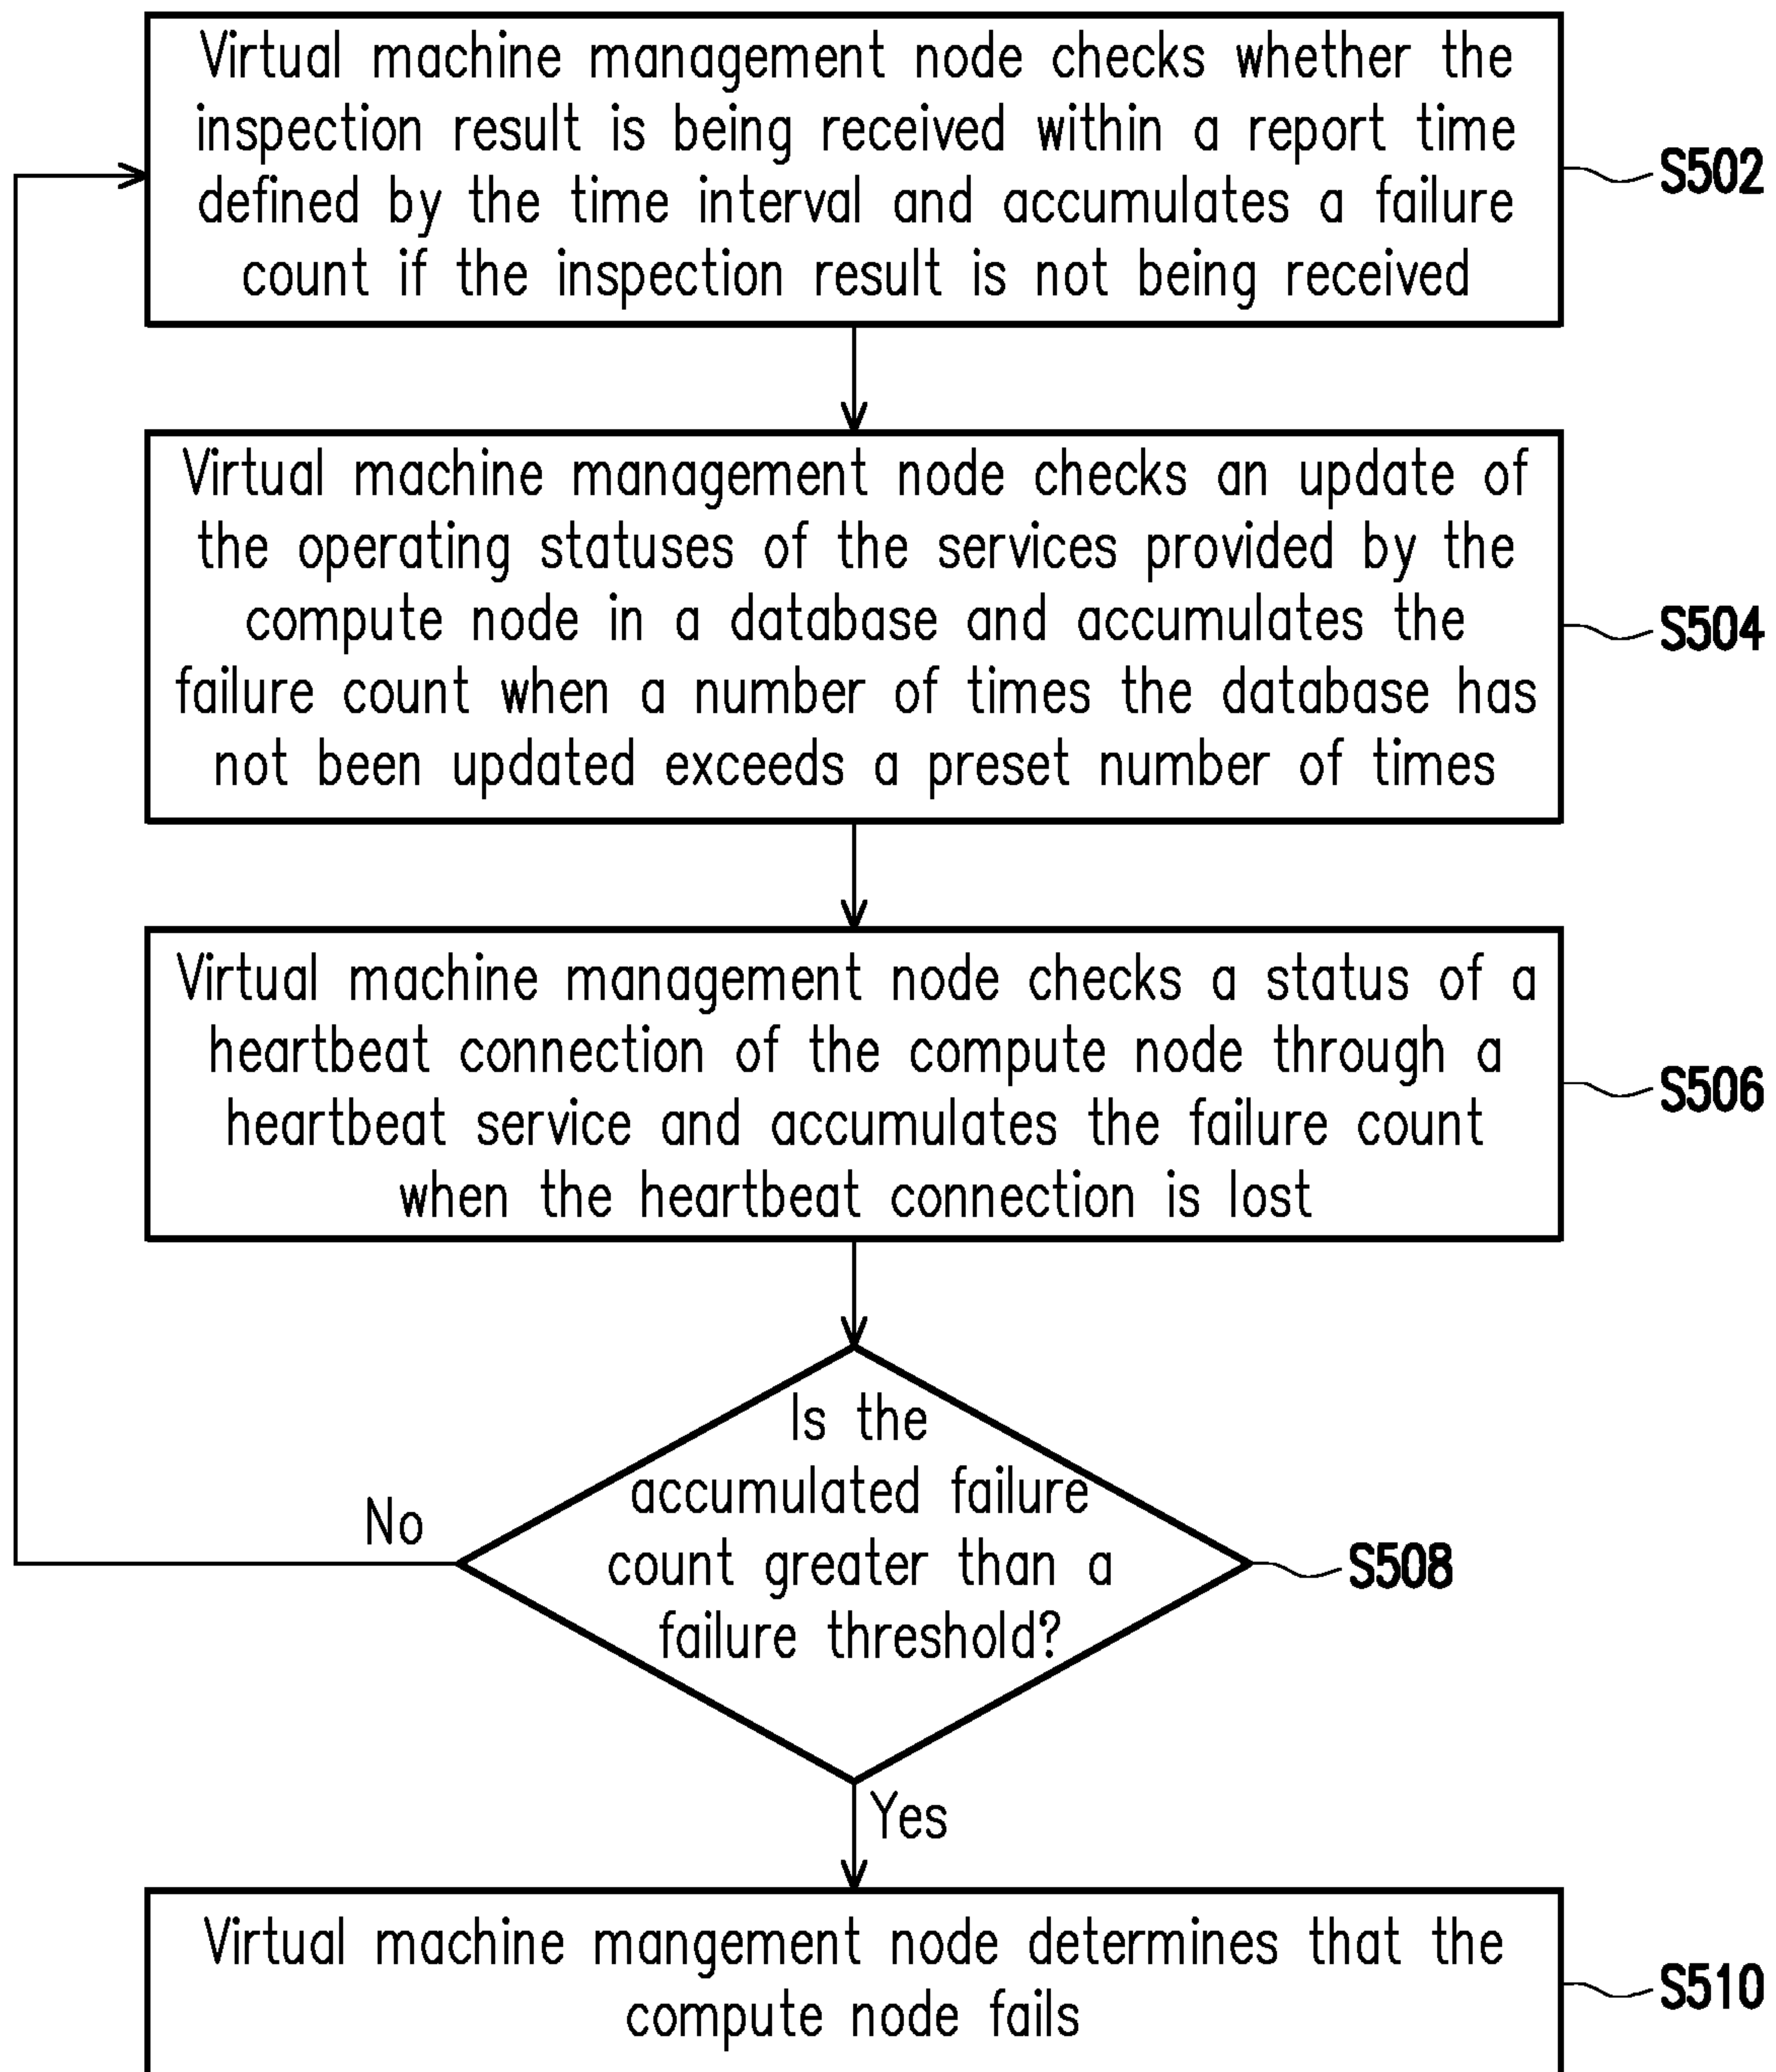 Virtual machine management node checks whether the
inspection result is being received within a report time
defined by the time interval and accumulates a failure
count if the inspection result is not being received
S502
Virtual machine management node checks an update of
the operating statuses of the services provided by the
compute node in a database and accumulates the
failure count when a number of times the database has
not been updated exceeds a preset number of times
S504
Virtual machine management node checks a status of a
heartbeat connection of the compute node through a
heartbeat service and accumulates the failure count
when the heartbeat connection is lost
S506
Is the
accumulated failure
count greater than a
failure threshold?
No
S508
Yes
Virtual machine mangement node determines that the
compute node fails
S510